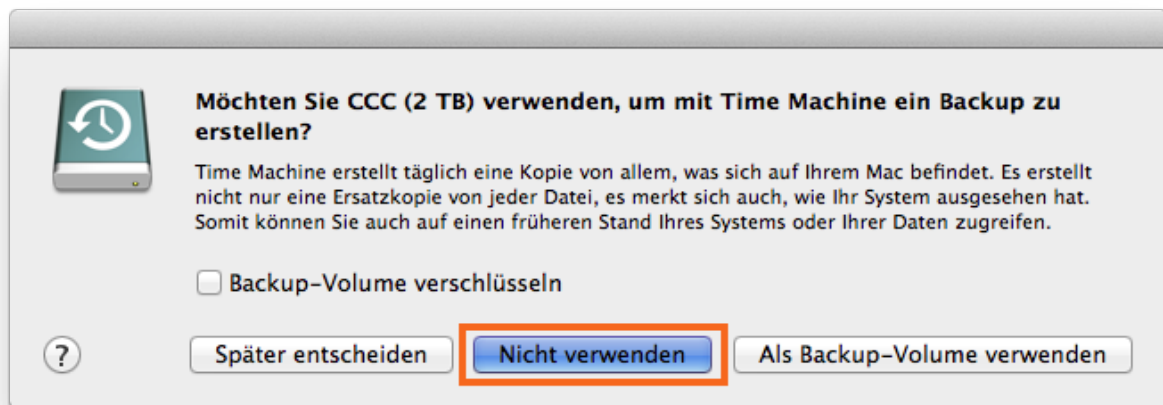 Möchten Sie CCC (2 TB) verwenden, um mit Time Machine ein Backup zu
erstellen?
Time Machine erstellt täglich eine Kopie von allem, was sich auf Ihrem Mac befindet. Es erstellt
nicht nur eine Ersatzkopie von jeder Datei, es merkt sich auch, wie Ihr System ausgesehen hat.
Somit können Sie auch auf einen früheren Stand Ihres Systems oder Ihrer Daten zugreifen.
Backup-Volume verschlüsseln
? Später entscheiden Nicht verwenden Als Backup-Volume verwenden